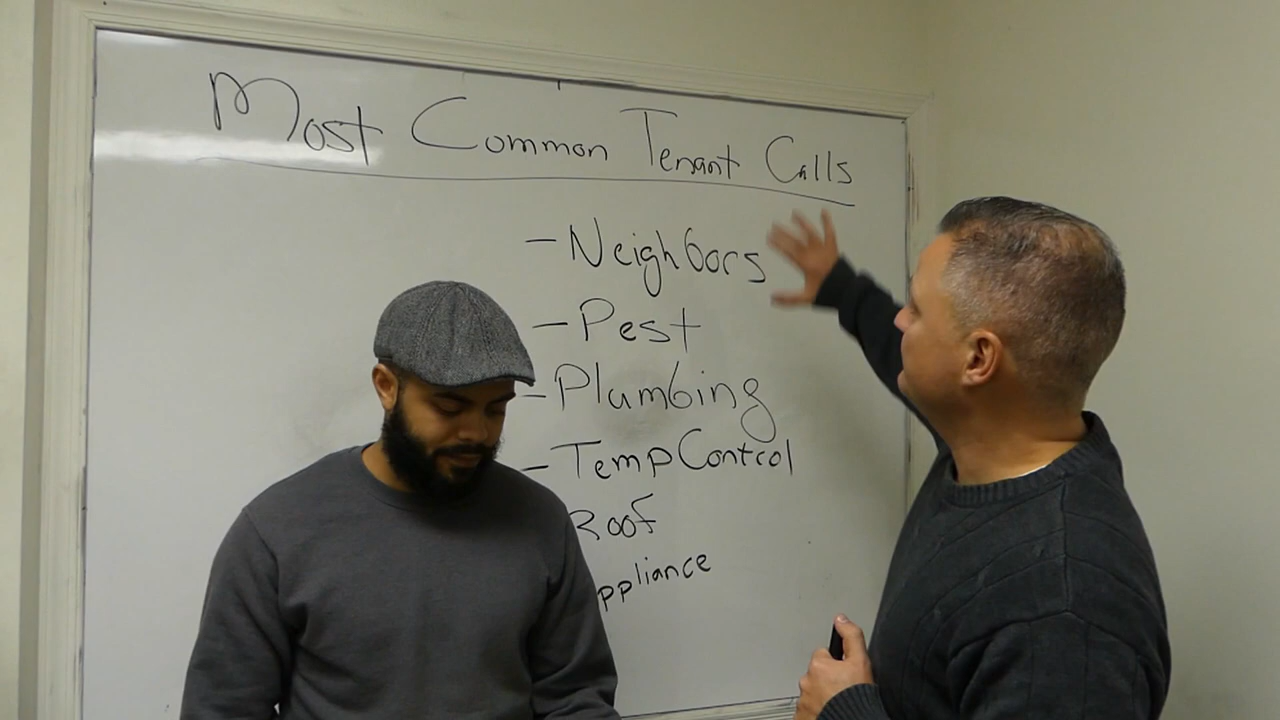 Most Common Tenant Calls
- Neighbors
- Pest
- Plumbing
- Temp Control
Roof
ppliance